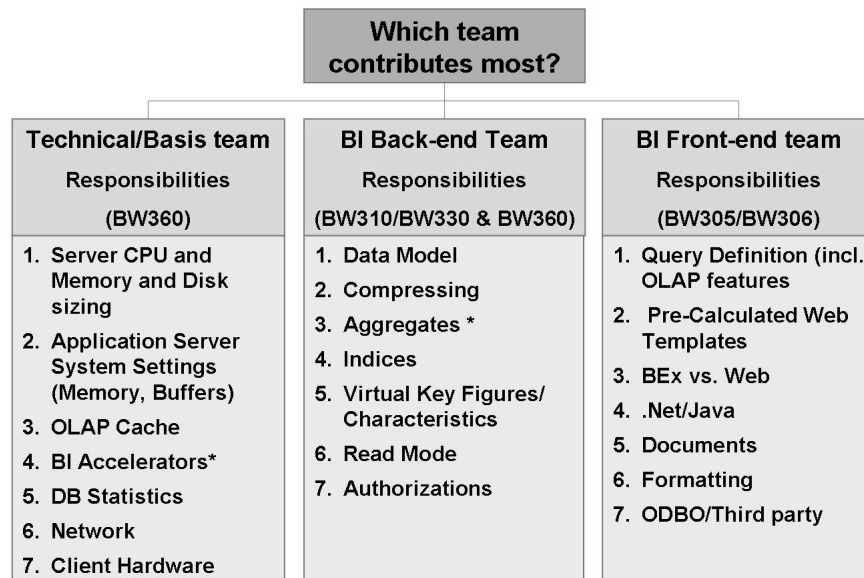 Which team
contributes most?
Technical/Basis team
Responsibilities
(BW360)
1. Server CPU and
Memory and Disk
sizing
2. Application Server
System Settings
(Memory, Buffers)
3. OLAP Cache
4. BI Accelerators*
5. DB Statistics
6. Network
7. Client Hardware
BI Back-end Team
Responsibilities
(BW310/BW330 & BW360)
1. Data Model
2. Compressing
3. Aggregates *
4. Indices
5. Virtual Key Figures/
Characteristics
6. Read Mode
7. Authorizations
BI Front-end team
Responsibilities
(BW305/BW306)
1. Query Definition (incl.
OLAP features
2. Pre-Calculated Web
Templates
3. BEx vs. Web
4. .Net/Java
5. Documents
6. Formatting
7. ODBO/Third party